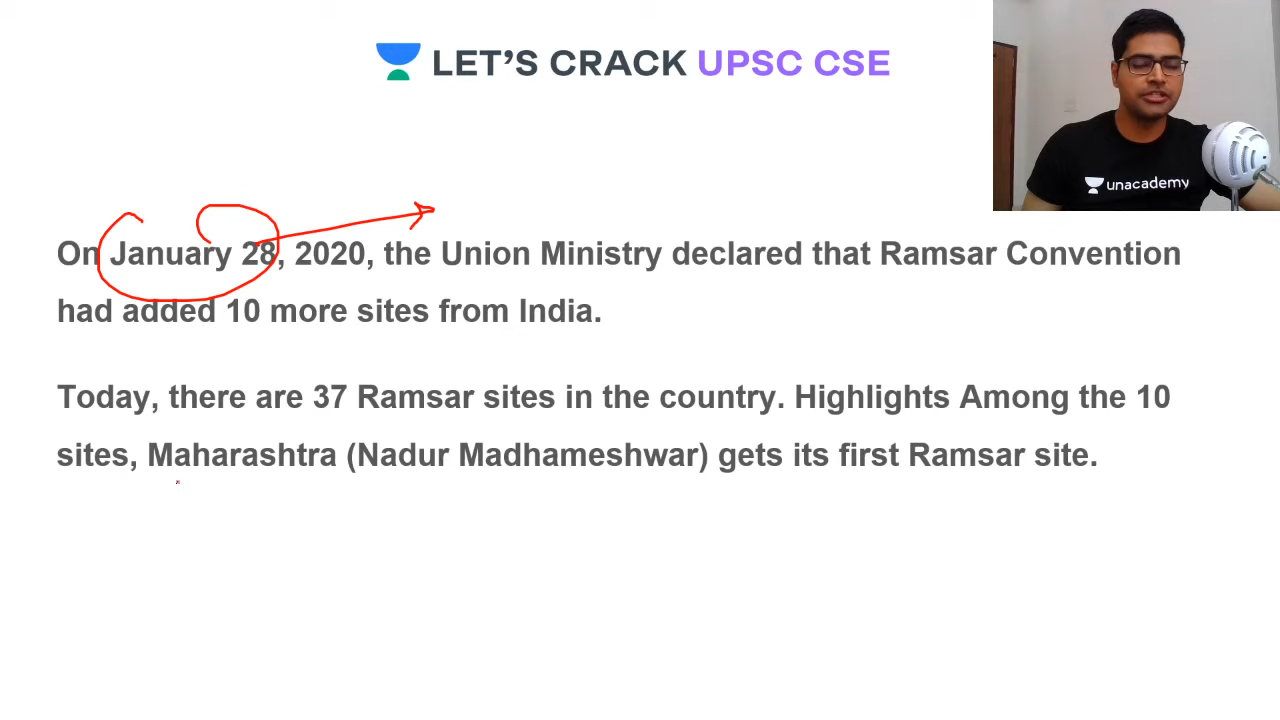 LET'S CRACK UPSC CSE
unacademy
On January 28, 2020, the Union Ministry declared that Ramsar Convention
had added 10 more sites from India.
Today, there are 37 Ramsar sites in the country. Highlights Among the 10
sites, Maharashtra (Nadur Madhameshwar) gets its first Ramsar site.